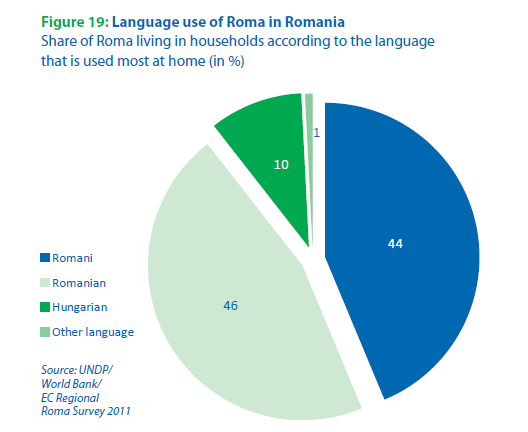 Figure 19: Language use of Roma in Romania
Share of Roma living in households according to the language
that is used most at home (in %)
1
10
44
46
Romani
Romanian
Hungarian
Other language
Source: UNDP/
World Bank/
EC Regional
Roma Survey 2011